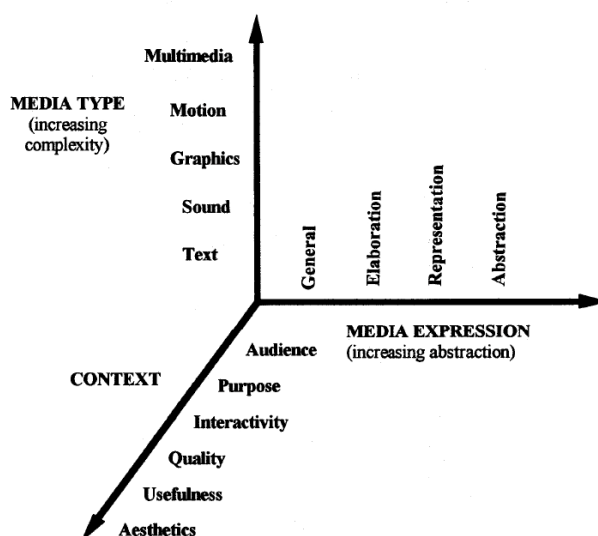 Multimedia
MEDIA TYPE
(increasing
complexity)
Motion
Graphics
Sound
Text
General
Elaboration
Representation
Abstraction
MEDIA EXPRESSION
(increasing abstraction)
CONTEXT
Audience
Purpose
Interactivity
Quality
Usefulness
Aesthetics